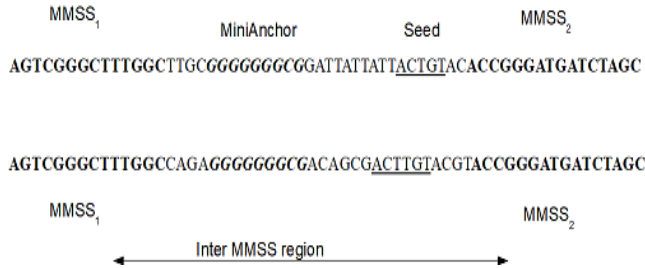 MMSS1 MiniAnchor Seed MMSS2
AGTCGGGCTTTGGCTTGCGGGGGGGCGGATTATTATTACTGTACACCGGGATGATCTAGC
AGTCGGGCTTTGGCCAGAGGGGGGGCGACAGCGACTTGTACGTACCGGGATGATCTAGC
MMSS1 MMSS2
Inter MMSS region